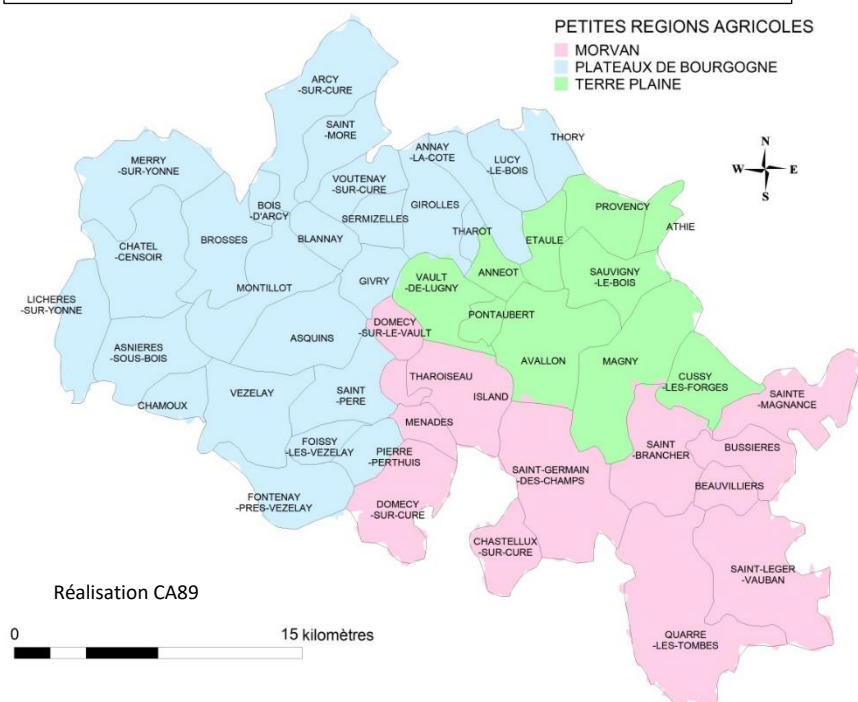 PETITES REGIONS AGRICOLES
MORVAN
PLATEAUX DE BOURGOGNE
TERRE PLAINE
N
W E
S
ARCY
-SUR-CURE
SAINT
-MORE
MERRY
-SUR-YONNE
VOUTENAY
-SUR-CURE
ANNAY
-LA-COTE
LUCY
-LE-BOIS
THORY
BOIS
-D'ARCY
SERMIZELLES
GIROLLES
THAROT
PROVENCY
ATHIE
ETAULE
CHATEL
-CENSOIR
BROSSES
BLANNAY
MONTILLOT
GIVRY
VAULT
-DE-LUGNY
ANNEOT
SAUVIGNY
-LE-BOIS
LICHERES
-SUR-YONNE
PONTAUBERT
DOMECY
-SUR-LE-VAULT
ASNIERES
-SOUS-BOIS
ASQUINS
AVALLON
MAGNY
CUSSY
-LES-FORGES
THAROISEAU
ISLAND
CHAMOUX
VEZELAY
SAINT
-PERE
SAINTE
-MAGNANCE
MENADES
FOISSY
-LES-VEZELAY
PIERRE
-PERTHUIS
SAINT
-BRANCHER
BUSSIERES
SAINT-GERMAIN
-DES-CHAMPS
BEAUVILLIERS
FONTENAY
-PRES-VEZELAY
DOMECY
-SUR-CURE
CHASTELLUX
-SUR-CURE
SAINT-LEGER
-VAUBAN
QUARRE
-LES-TOMBES
Réalisation CA89
0 15 kilomètres